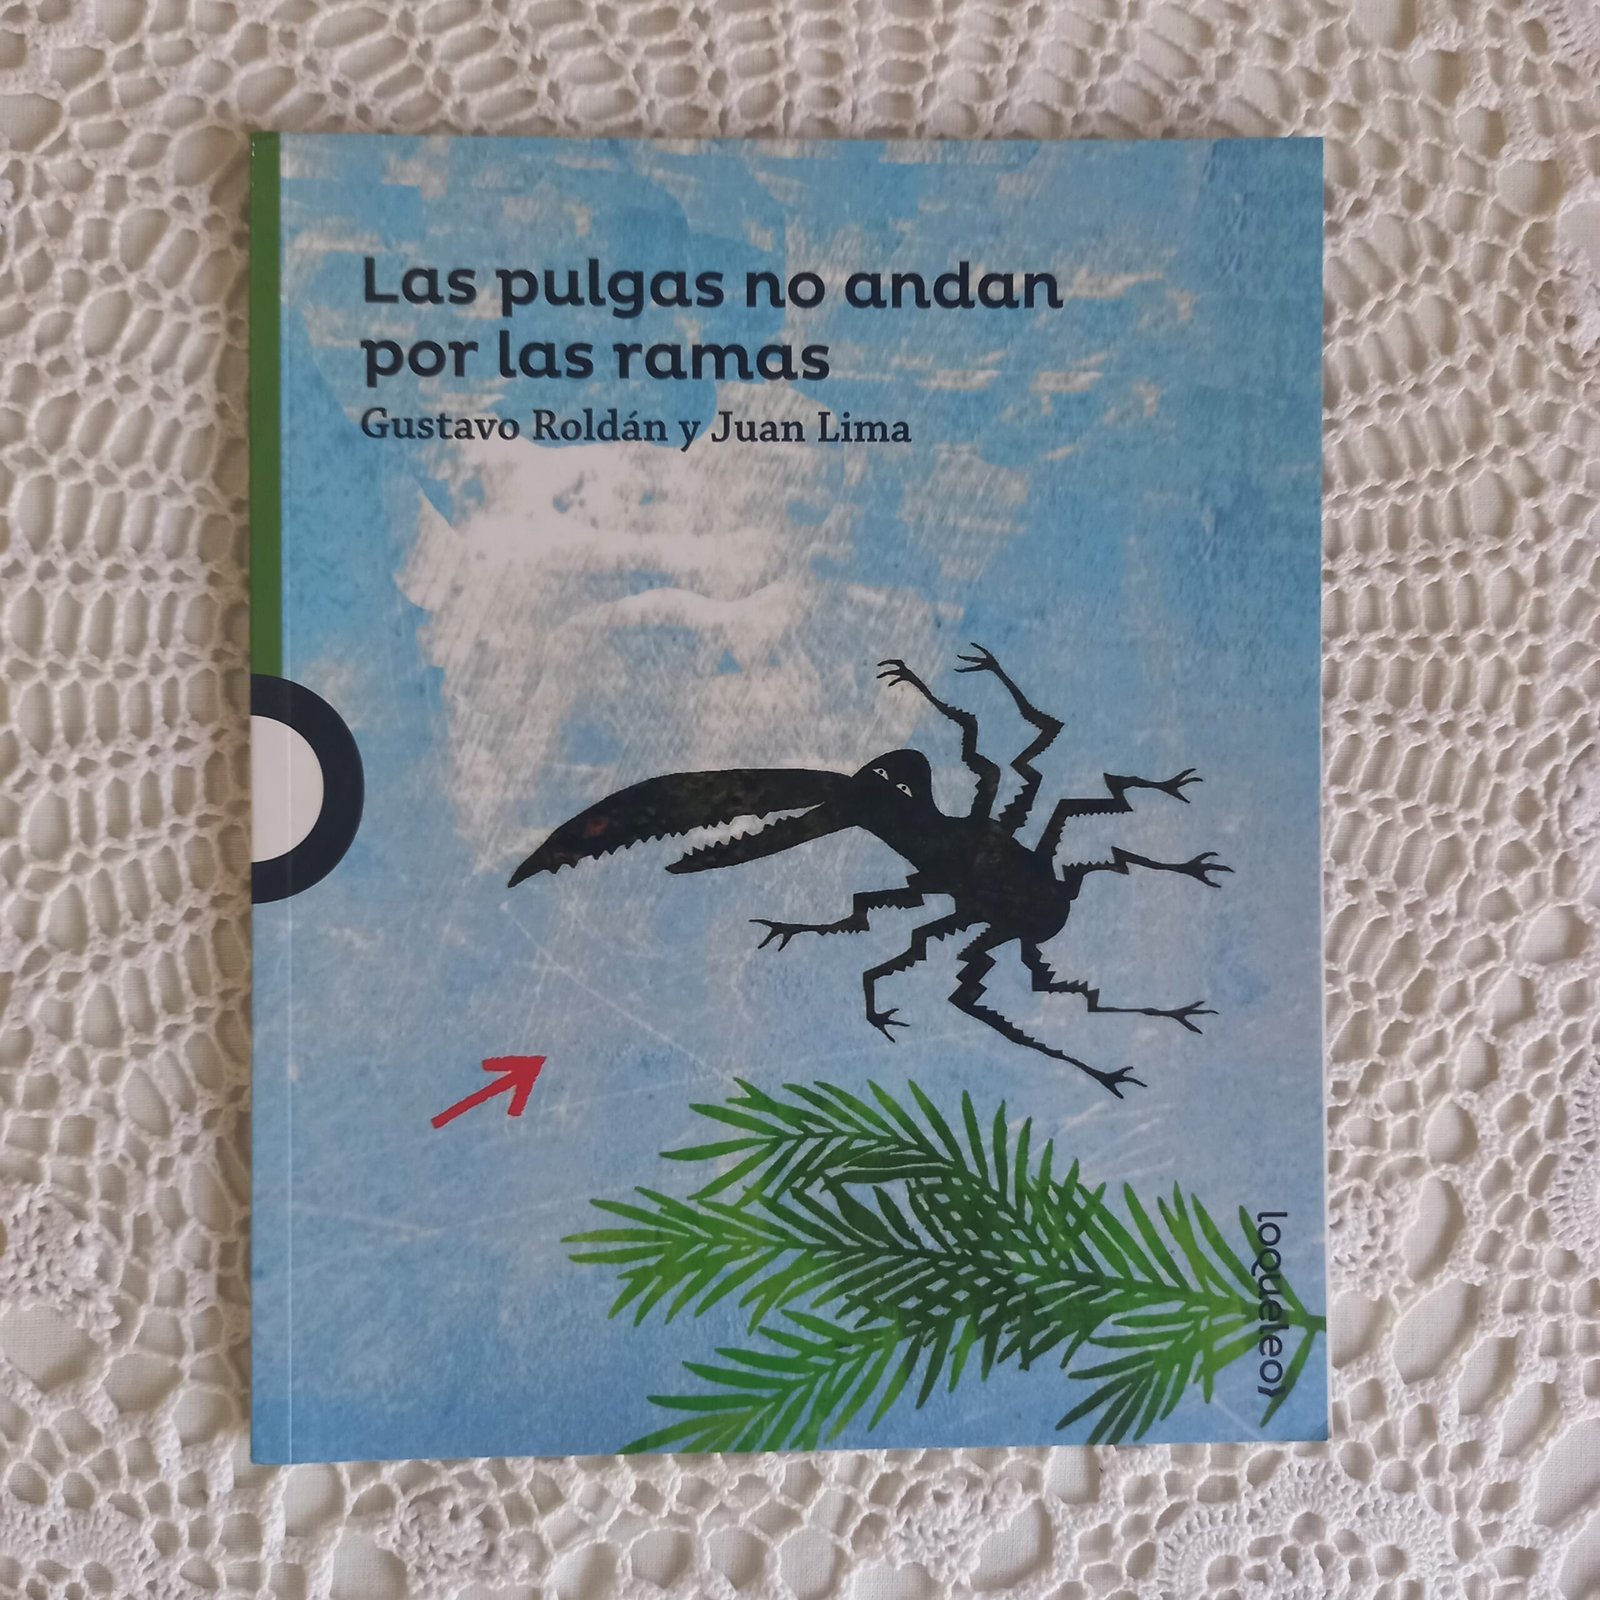 Las pulgas no andan
por las ramas
Gustavo Roldán y Juan Lima
loqueleo